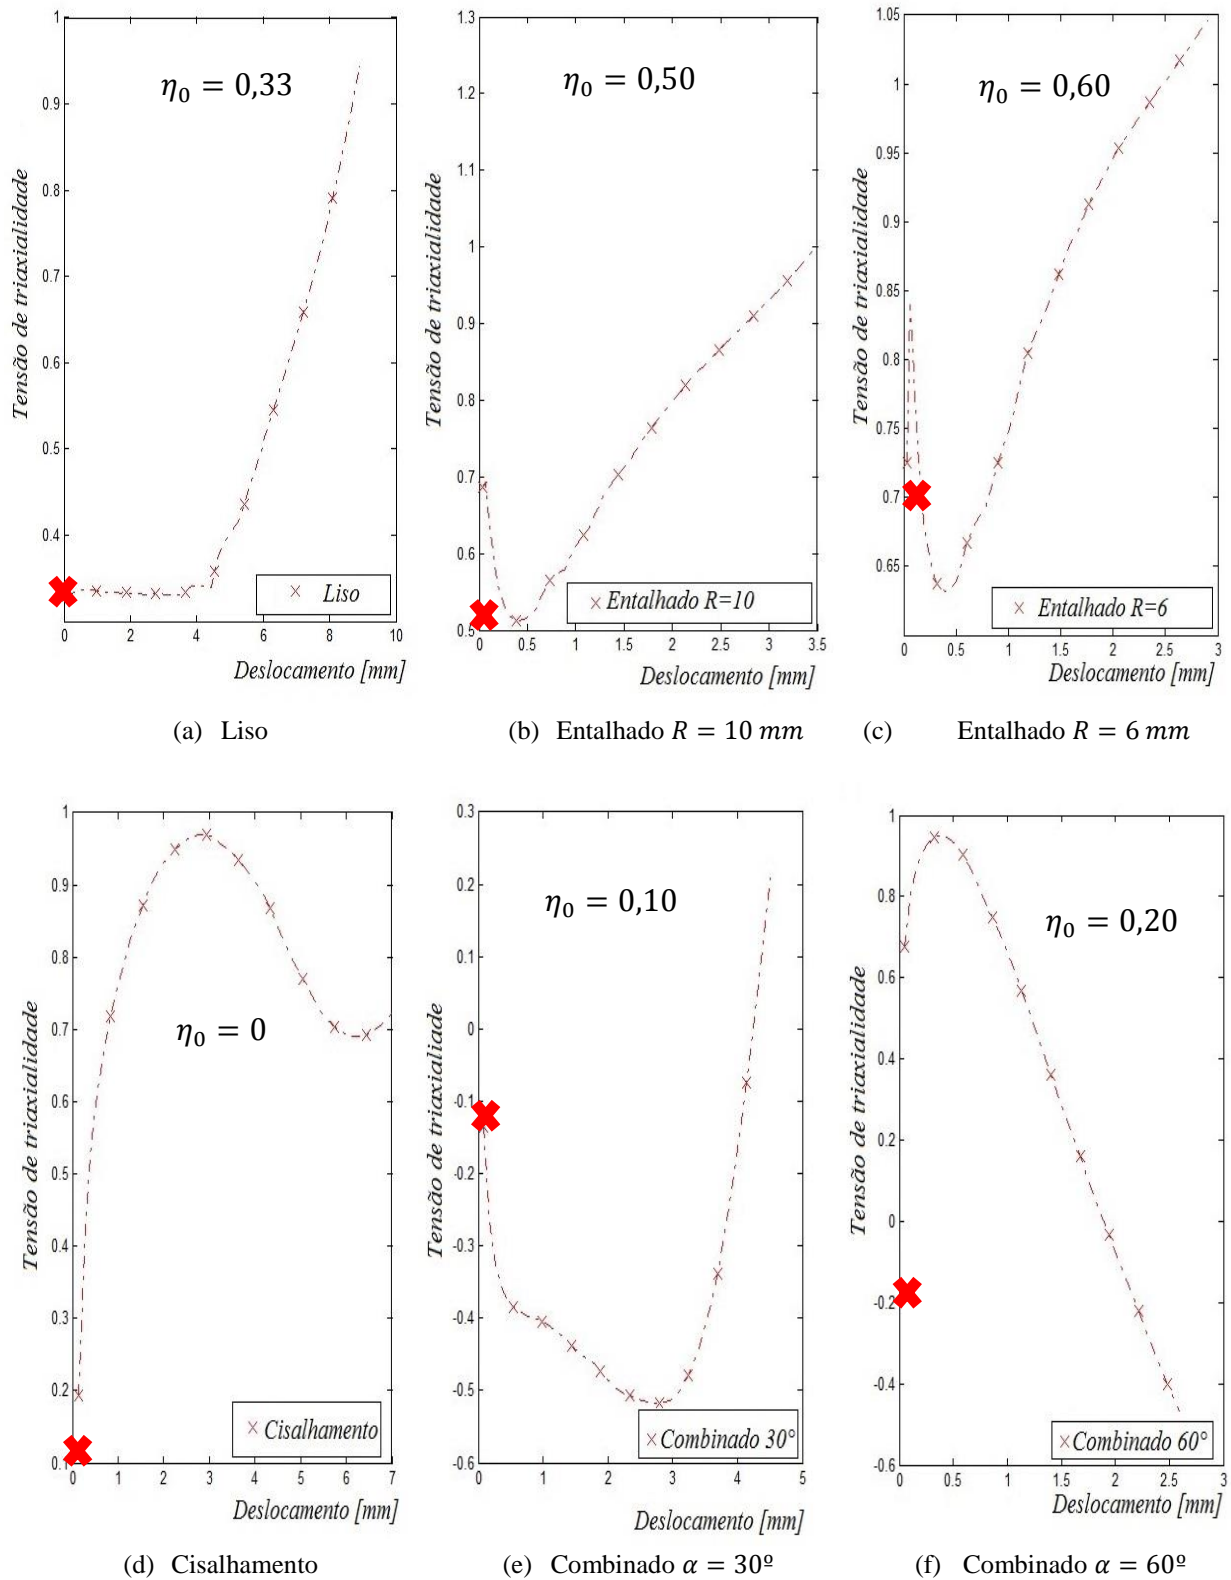 η₀ = 0,33
Tensão de triaxialidade
1
0.9
0.8
0.7
0.6
0.5
0.4
0 2 4 6 8 10
Liso
Deslocamento [mm]
(a) Liso
η₀ = 0,50
Tensão de triaxialidade
1.3
1.2
1.1
1
0.9
0.8
0.7
0.6
0.5
0 0.5 1 1.5 2 2.5 3 3.5
Entalhado R=10
Deslocamento [mm]
(b) Entalhado R = 10 mm
η₀ = 0,60
Tensão de triaxialidade
1.05
1
0.95
0.9
0.85
0.8
0.75
0.7
0.65
0 0.5 1 1.5 2 2.5 3
Entalhado R=6
Deslocamento [mm]
(c) Entalhado R = 6 mm
η₀ = 0
Tensão de triaxialidade
1
0.9
0.8
0.7
0.6
0.5
0.4
0.3
0.2
0.1
0 1 2 3 4 5 6 7
Cisalhamento
Deslocamento [mm]
(d) Cisalhamento
η₀ = 0,10
Tensão de triaxialiade
0.3
0.2
0.1
0
-0.1
-0.2
-0.3
-0.4
-0.5
-0.6
0 1 2 3 4 5
Combinado 30°
Deslocamento [mm]
(e) Combinado α = 30º
η₀ = 0,20
Tensão de triaxialidade
1
0.8
0.6
0.4
0.2
0
-0.2
-0.4
-0.6
0 0.5 1 1.5 2 2.5 3
Combinado 60°
Deslocamento [mm]
(f) Combinado α = 60º